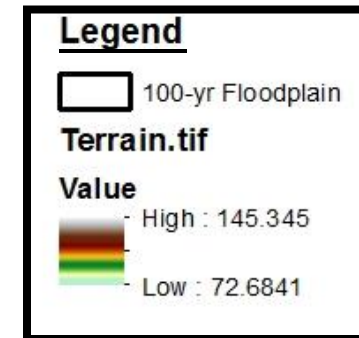 Legend
100-yr Floodplain
Terrain.tif
Value
High : 145.345
Low : 72.6841